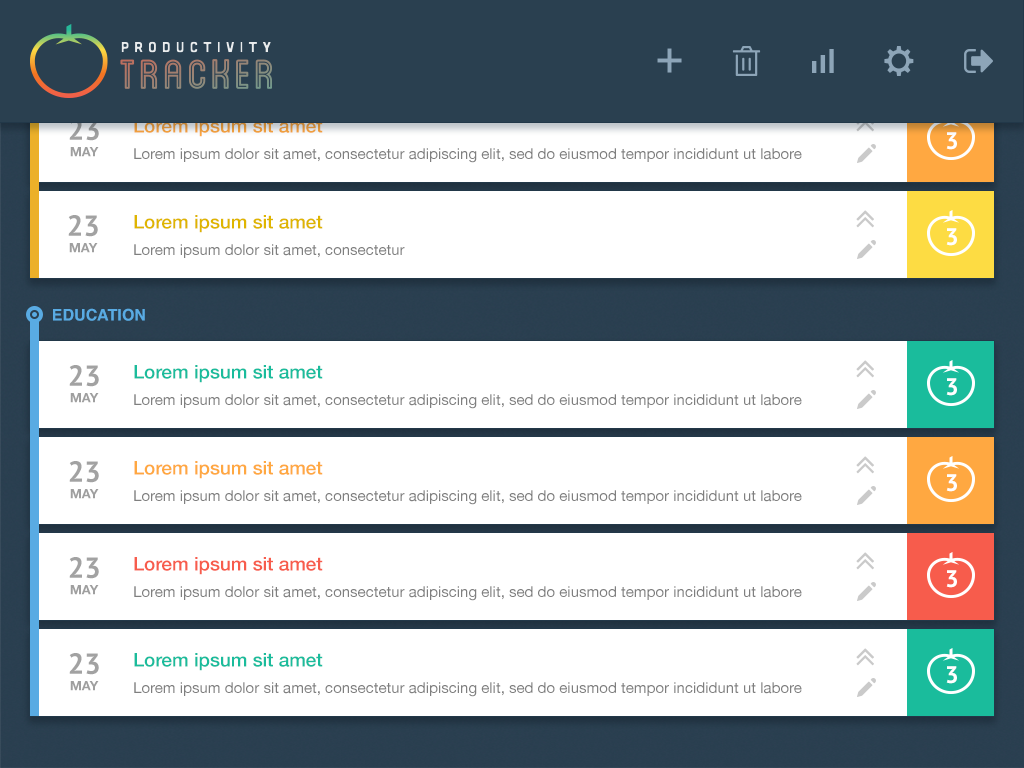 PRODUCTIVITY
TRACKER
23
MAY
Lorem ipsum sit amet
Lorem ipsum dolor sit amet, consectetur adipiscing elit, sed do eiusmod tempor incididunt ut labore
3
23
MAY
Lorem ipsum sit amet
Lorem ipsum dolor sit amet, consectetur
3
EDUCATION
23
MAY
Lorem ipsum sit amet
Lorem ipsum dolor sit amet, consectetur adipiscing elit, sed do eiusmod tempor incididunt ut labore
3
23
MAY
Lorem ipsum sit amet
Lorem ipsum dolor sit amet, consectetur adipiscing elit, sed do eiusmod tempor incididunt ut labore
3
23
MAY
Lorem ipsum sit amet
Lorem ipsum dolor sit amet, consectetur adipiscing elit, sed do eiusmod tempor incididunt ut labore
3
23
MAY
Lorem ipsum sit amet
Lorem ipsum dolor sit amet, consectetur adipiscing elit, sed do eiusmod tempor incididunt ut labore
3